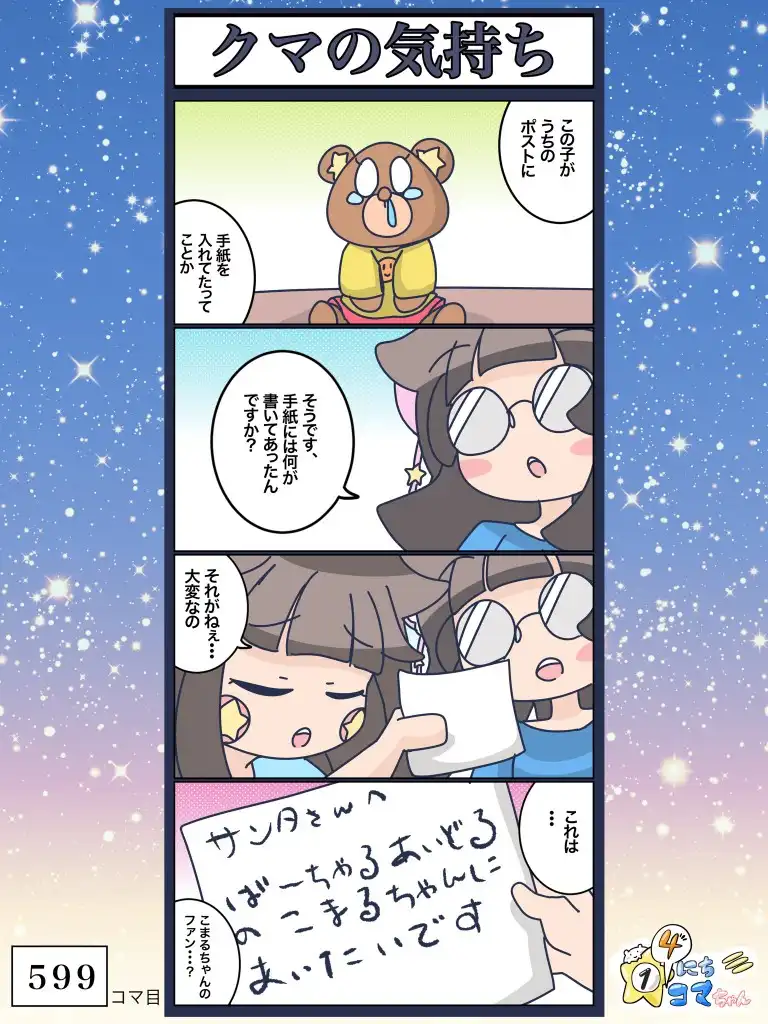 クマの気持ち
この子が
うちの
ポストに
手紙を
入れてたって
ことか
そうです、
手紙には何が
書いてあったん
ですか?
それがねぇ…
大変なの
これは
…
サンタさんへ
ばーちゃるあいどる
のこまるちゃんに
あいたいです
こまるちゃんの
ファン…?
599
コマ目
1
4
にち
コマちゃん